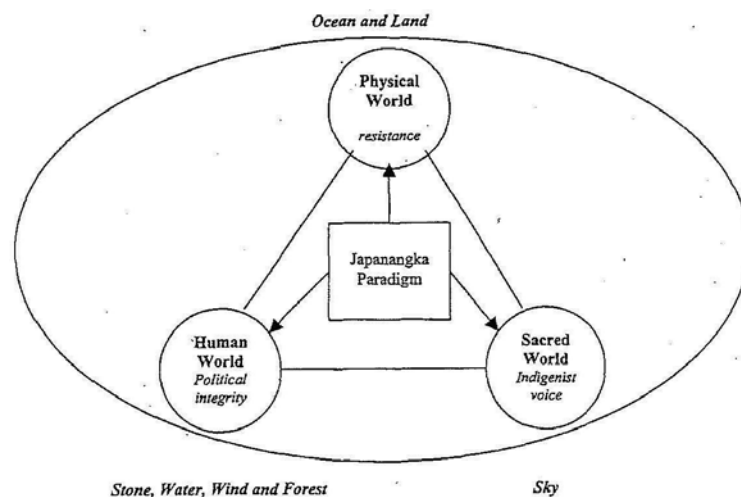 Ocean and Land
Physical
World
resistance
Japanangka
Paradigm
Human
World
Political
integrity
Sacred
World
Indigenist
voice
Stone, Water, Wind and Forest
Sky